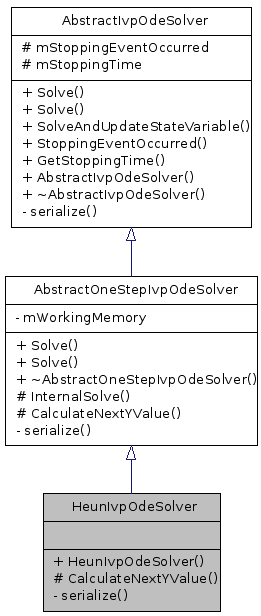 AbstractIvpOdeSolver
# mStoppingEventOccurred
# mStoppingTime
+ Solve()
+ Solve()
+ SolveAndUpdateStateVariable()
+ StoppingEventOccurred()
+ GetStoppingTime()
+ AbstractIvpOdeSolver()
+ ~AbstractIvpOdeSolver()
- serialize()
AbstractOneStepIvpOdeSolver
- mWorkingMemory
+ Solve()
+ Solve()
+ ~AbstractOneStepIvpOdeSolver()
# InternalSolve()
# CalculateNextYValue()
- serialize()
HeunIvpOdeSolver
+ HeunIvpOdeSolver()
# CalculateNextYValue()
- serialize()